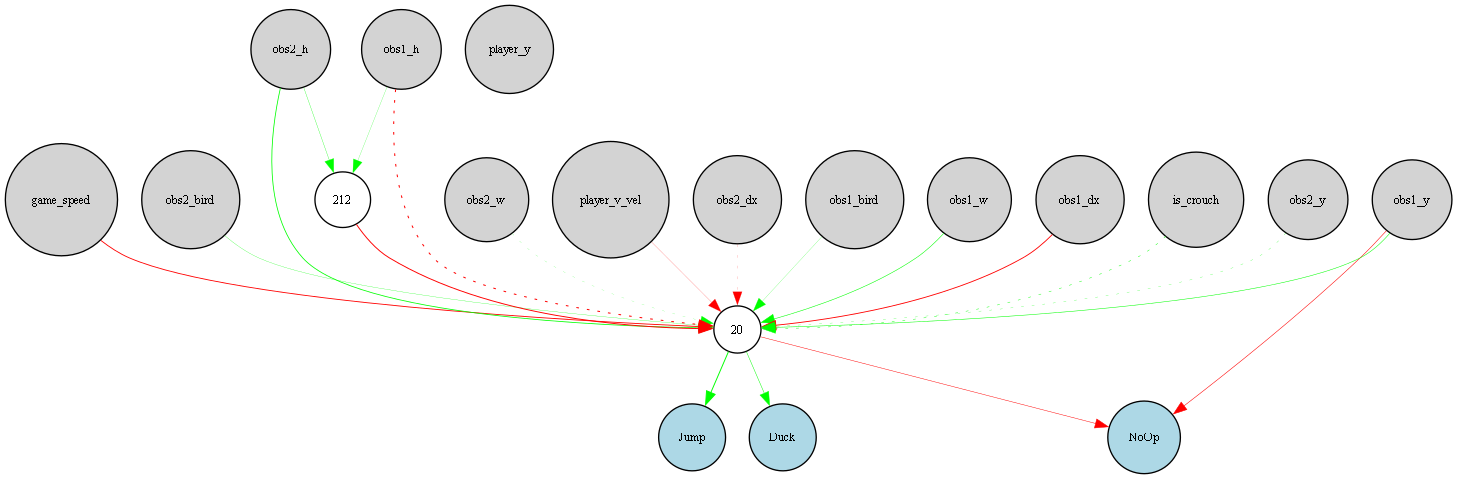 obs2_h
obs1_h
player_y
game_speed
obs2_bird
212
obs2_w
player_v_vel
obs2_dx
obs1_bird
obs1_w
obs1_dx
is_crouch
obs2_y
obs1_y
20
Jump
Duck
NoOp